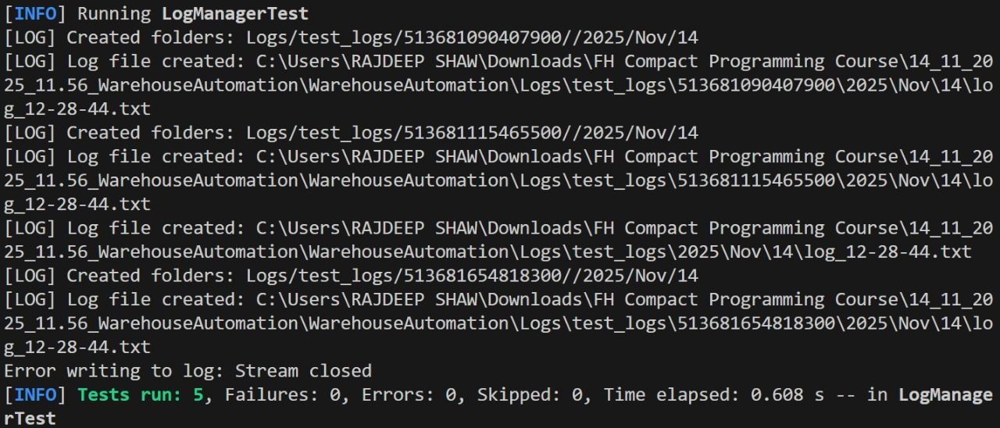 [INFO] Running LogManagerTest
[LOG] Created folders: Logs/test_logs/513681090407900//2025/Nov/14
[LOG] Log file created: C:\Users\RAJDEEP SHAW\Downloads\FH Compact Programming Course\14_11_20
25_11.56_WarehouseAutomation\WarehouseAutomation\Logs\test_logs\513681090407900\2025\Nov\14\lo
g_12-28-44.txt
[LOG] Created folders: Logs/test_logs/513681115465500//2025/Nov/14
[LOG] Log file created: C:\Users\RAJDEEP SHAW\Downloads\FH Compact Programming Course\14_11_20
25_11.56_WarehouseAutomation\WarehouseAutomation\Logs\test_logs\513681115465500\2025\Nov\14\lo
g_12-28-44.txt
[LOG] Log file created: C:\Users\RAJDEEP SHAW\Downloads\FH Compact Programming Course\14_11_20
25_11.56_WarehouseAutomation\WarehouseAutomation\Logs\test_logs\2025\Nov\14\log_12-28-44.txt
[LOG] Created folders: Logs/test_logs/513681654818300//2025/Nov/14
[LOG] Log file created: C:\Users\RAJDEEP SHAW\Downloads\FH Compact Programming Course\14_11_20
25_11.56_WarehouseAutomation\WarehouseAutomation\Logs\test_logs\513681654818300\2025\Nov\14\lo
g_12-28-44.txt
Error writing to log: Stream closed
[INFO] Tests run: 5, Failures: 0, Errors: 0, Skipped: 0, Time elapsed: 0.608 s -- in LogManage
rTest